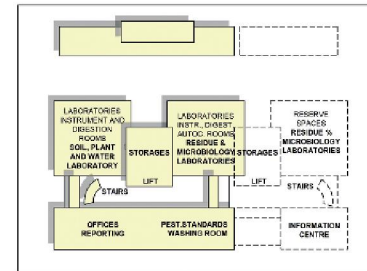 LABORATORIES
INSTRUMENT AND
DIGESTION
ROOMS
SOIL, PLANT
AND WATER
LABORATORY
STORAGES
LIFT
STAIRS
LABORATORIES
INSTR., DIGEST.
AUTOC. ROOMS
RESIDUE &
MICROBIOLOGY
LABORATORIES
STORAGES
LIFT
RESERVE
SPACES
RESIDUE %
MICROBIOLOGY
LABORATORIES
STAIRS
OFFICES
REPORTING
PEST.STANDARDS
WASHING ROOM
INFORMATION
CENTRE